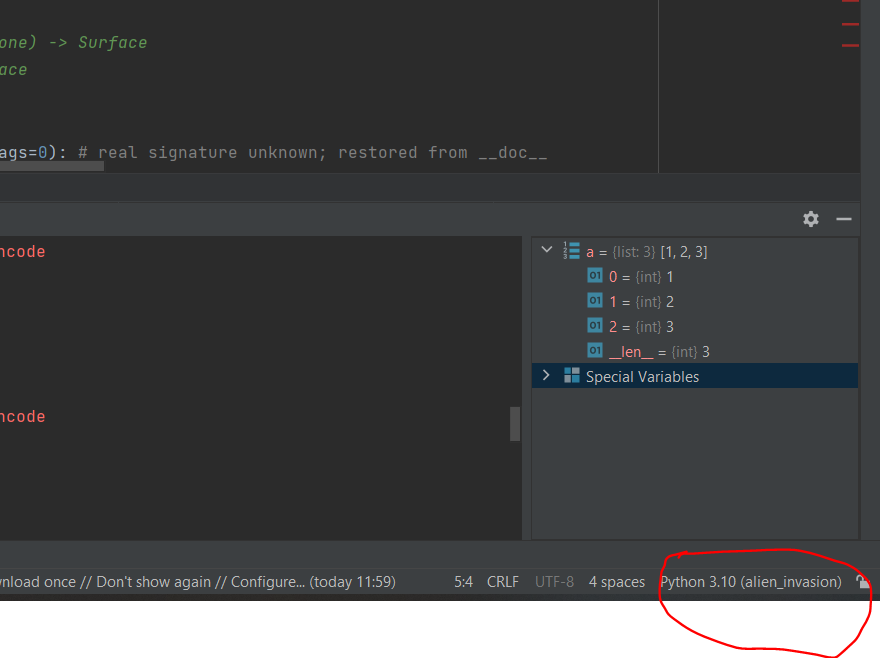 one) -> Surface
ace
ags=0): # real signature unknown; restored from __doc__
ncode
a = {list: 3} [1, 2, 3]
0 = {int} 1
1 = {int} 2
2 = {int} 3
__len__ = {int} 3
Special Variables
ncode
wnload once // Don't show again // Configure... (today 11:59) 5:4 CRLF UTF-8 4 spaces Python 3.10 (alien_invasion)